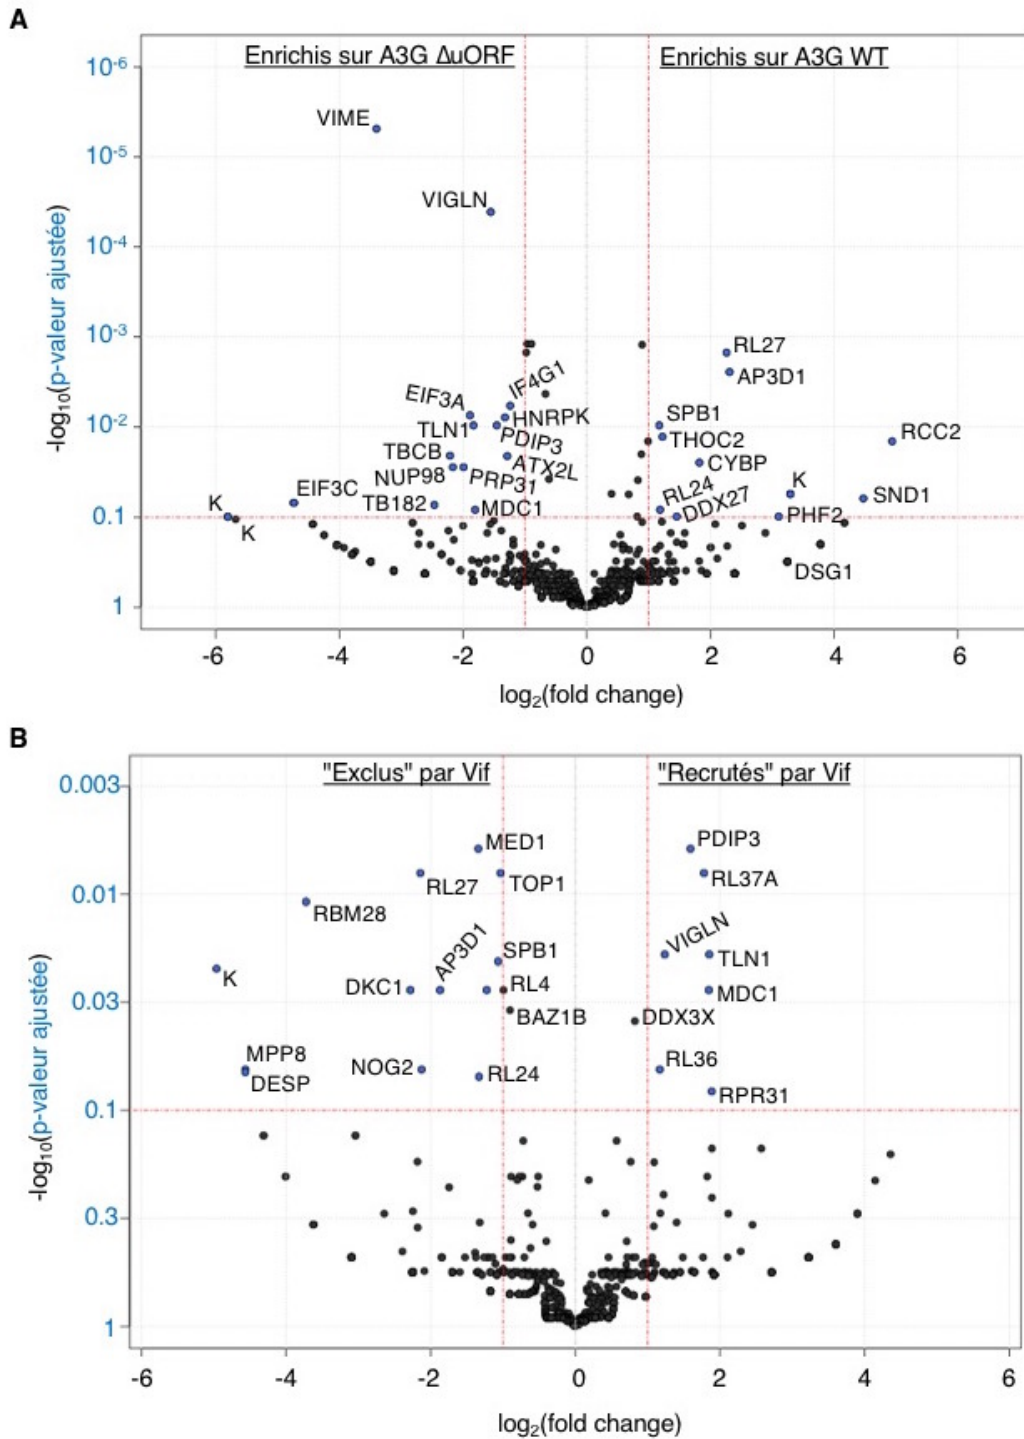 A
Enrichis sur A3G ΔuORF
Enrichis sur A3G WT
10-6
10-5
10-4
10-3
10-2
0.1
1
-log10(p-valeur ajustée)
VIME
VIGLN
RL27
AP3D1
IF4G1
EIF3A
HNRPK
SPB1
TLN1
PDIP3
THOC2
RCC2
TBCB
ATX2L
CYBP
NUP98
PRP31
RL24
K
EIF3C
TB182
MDC1
DDX27
PHF2
SND1
K
K
DSG1
-6
-4
-2
0
2
4
6
log2(fold change)
B
"Exclus" par Vif
"Recrutés" par Vif
0.003
0.01
0.03
0.1
0.3
1
-log10(p-valeur ajustée)
MED1
PDIP3
RL27
TOP1
RL37A
RBM28
AP3D1
SPB1
VIGLN
TLN1
K
DKC1
RL4
MDC1
BAZ1B
DDX3X
MPP8
DESP
NOG2
RL24
RL36
RPR31
-6
-4
-2
0
2
4
6
log2(fold change)